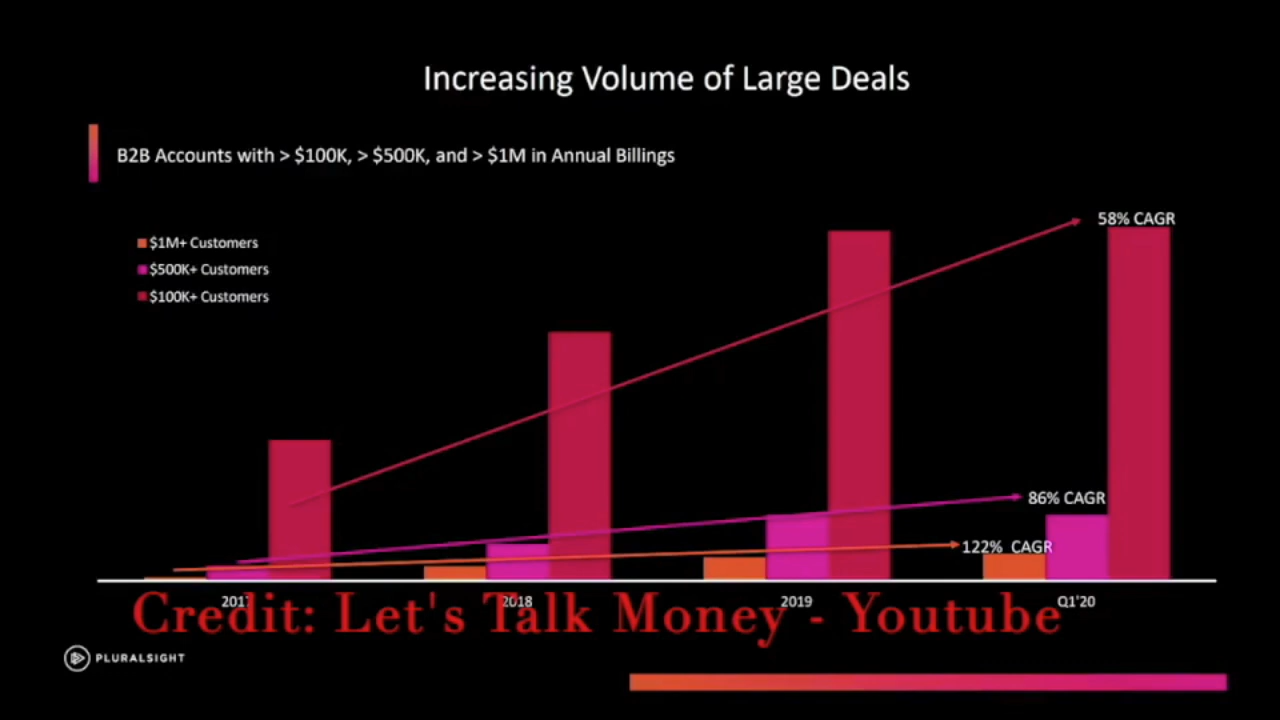 Increasing Volume of Large Deals
B2B Accounts with > $100K, > $500K, and > $1M in Annual Billings
$1M+ Customers
$500K+ Customers
$100K+ Customers
58% CAGR
86% CAGR
122% CAGR
2017 2018 2019 Q1'20
Credit: Let's Talk Money - Youtube
PLURALSIGHT